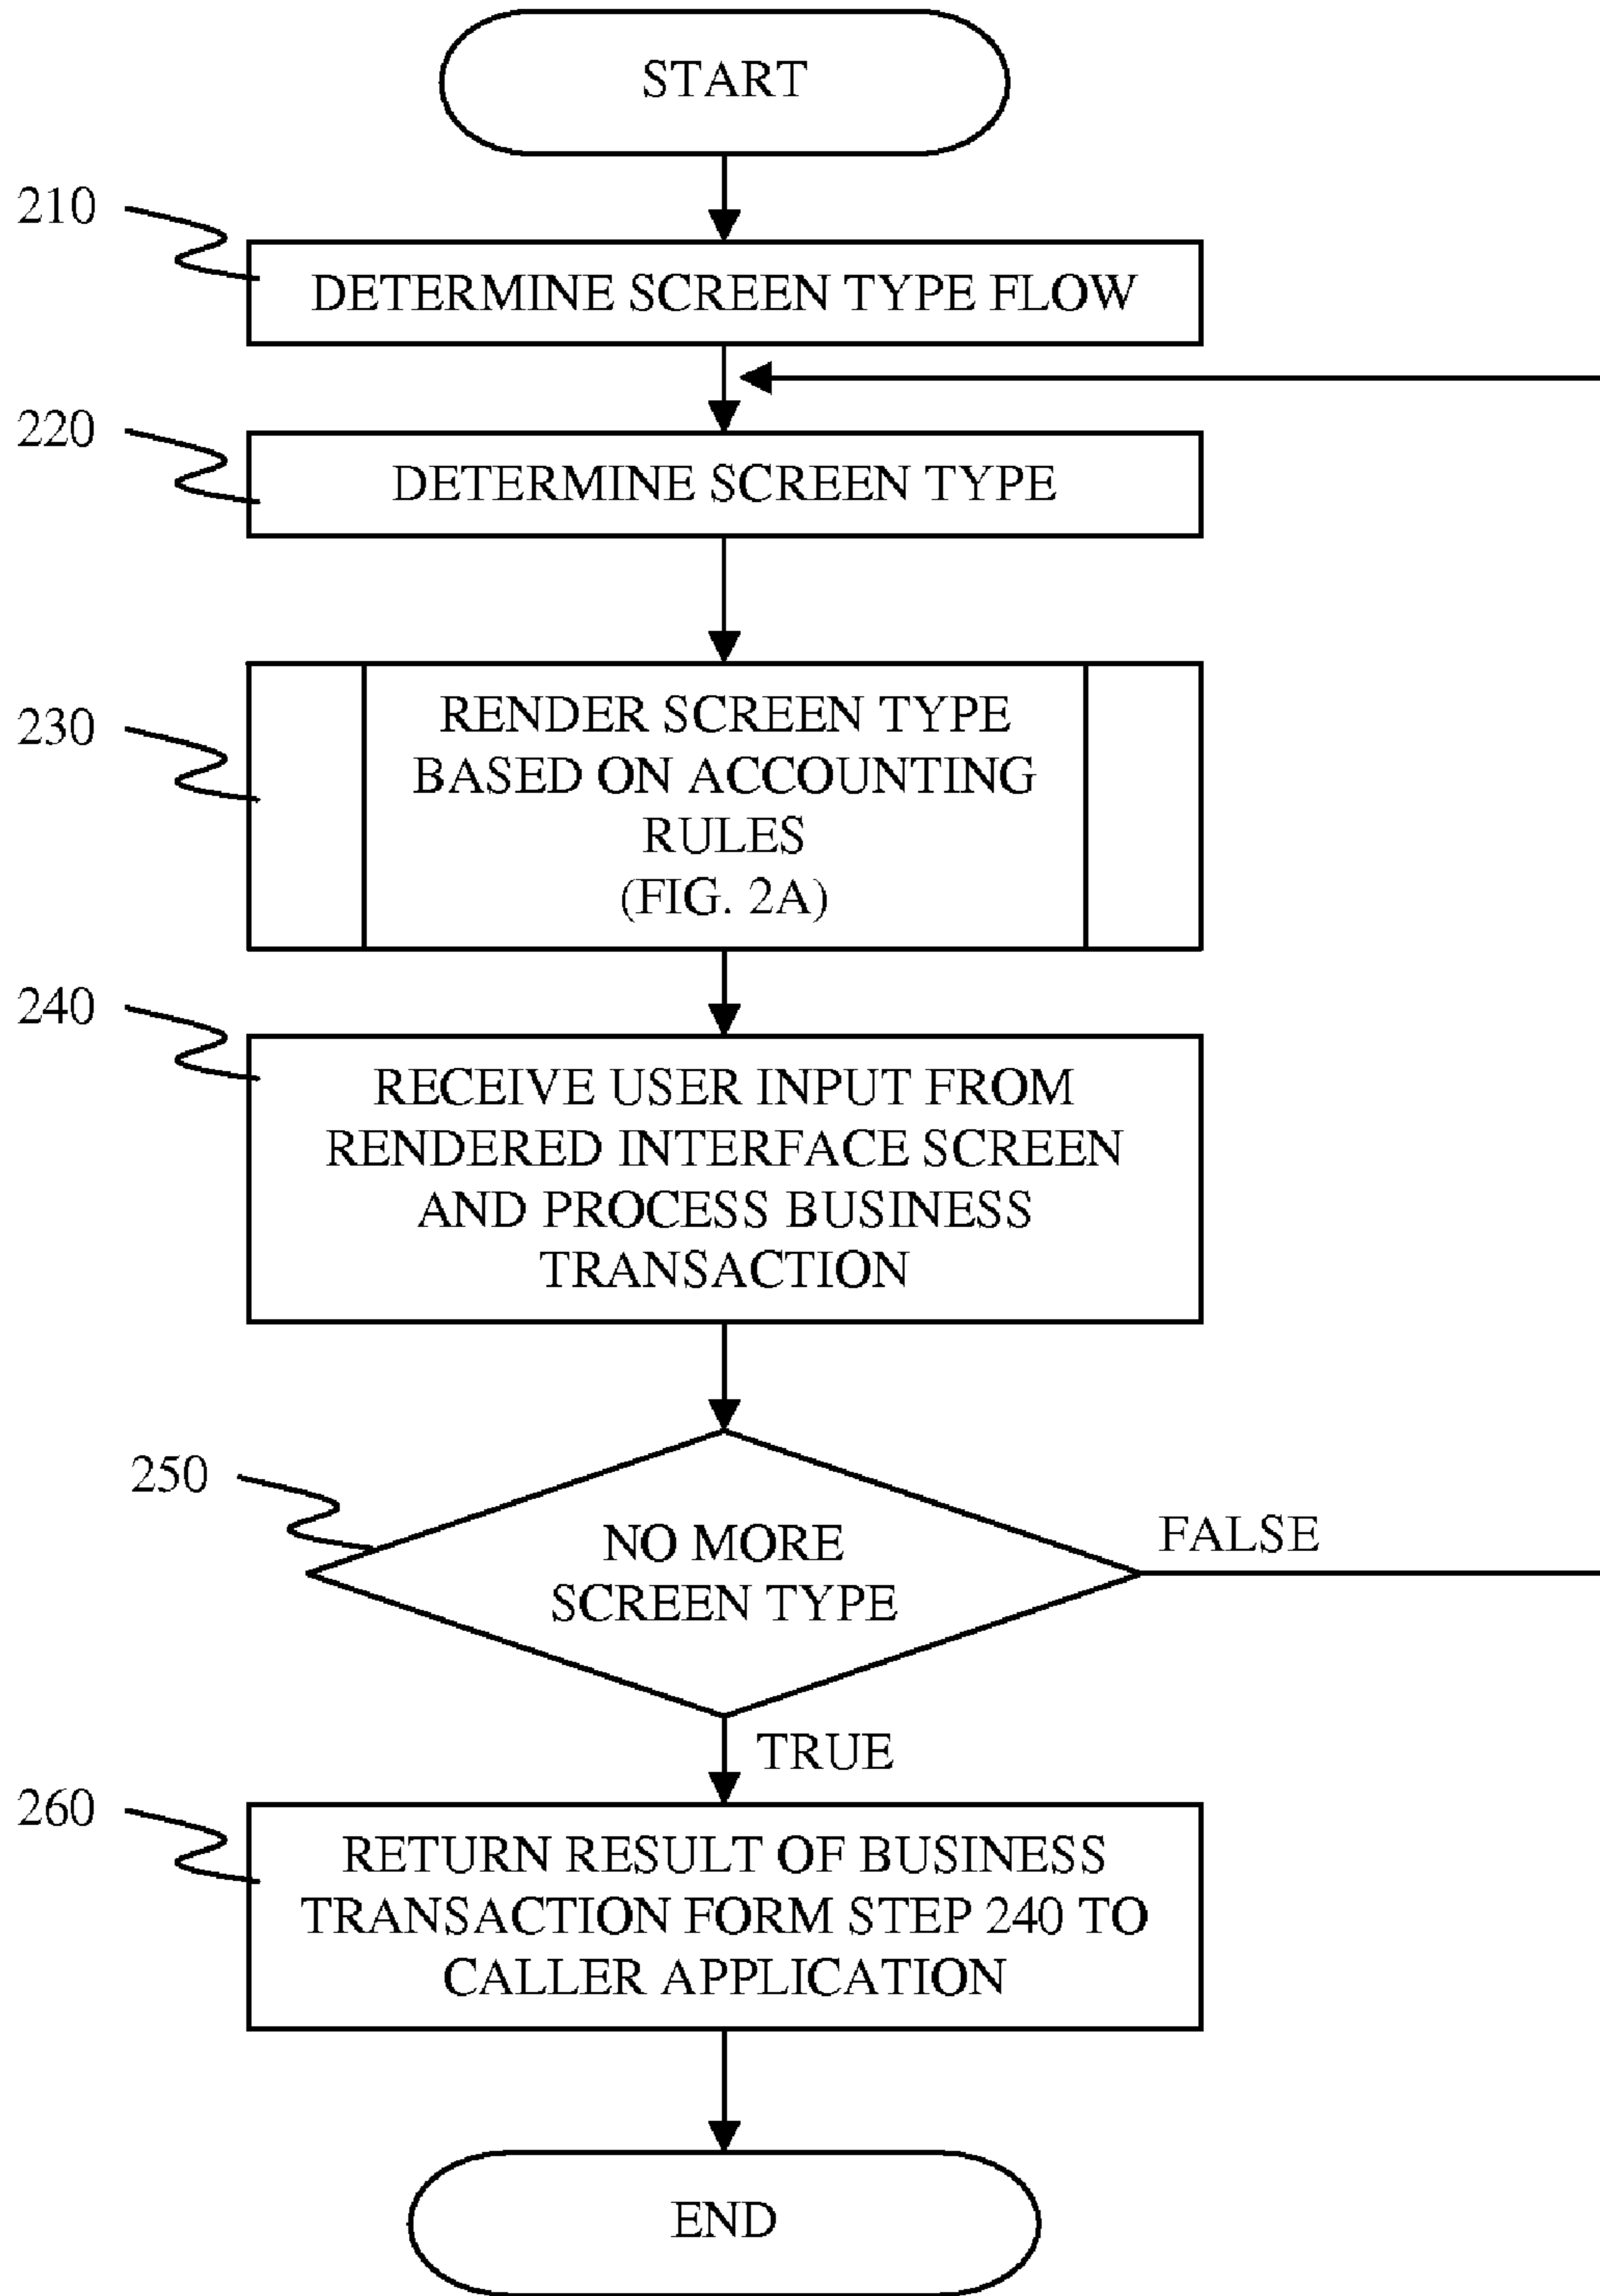 START
210
DETERMINE SCREEN TYPE FLOW
220
DETERMINE SCREEN TYPE
230
RENDER SCREEN TYPE
BASED ON ACCOUNTING
RULES
(FIG. 2A)
240
RECEIVE USER INPUT FROM
RENDERED INTERFACE SCREEN
AND PROCESS BUSINESS
TRANSACTION
250
NO MORE
SCREEN TYPE
FALSE
TRUE
260
RETURN RESULT OF BUSINESS
TRANSACTION FORM STEP 240 TO
CALLER APPLICATION
END